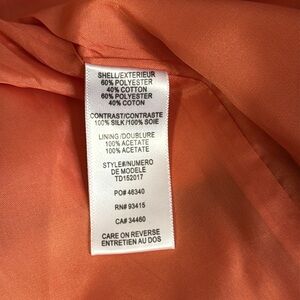 SHELL/EXTERIEUR
60% POLYESTER
40% COTTON
60% POLYESTER
40% COTON
CONTRAST/CONTRASTE
100% SILK/100% SOIE
LINING/DOUBLURE
100% ACETATE
100% ACETATE
STYLE#/NUMERO
DE MODELE
TD152017
PO# 46340
RN# 93415
CA# 34460
CARE ON REVERSE
ENTRETIEN AU DOS